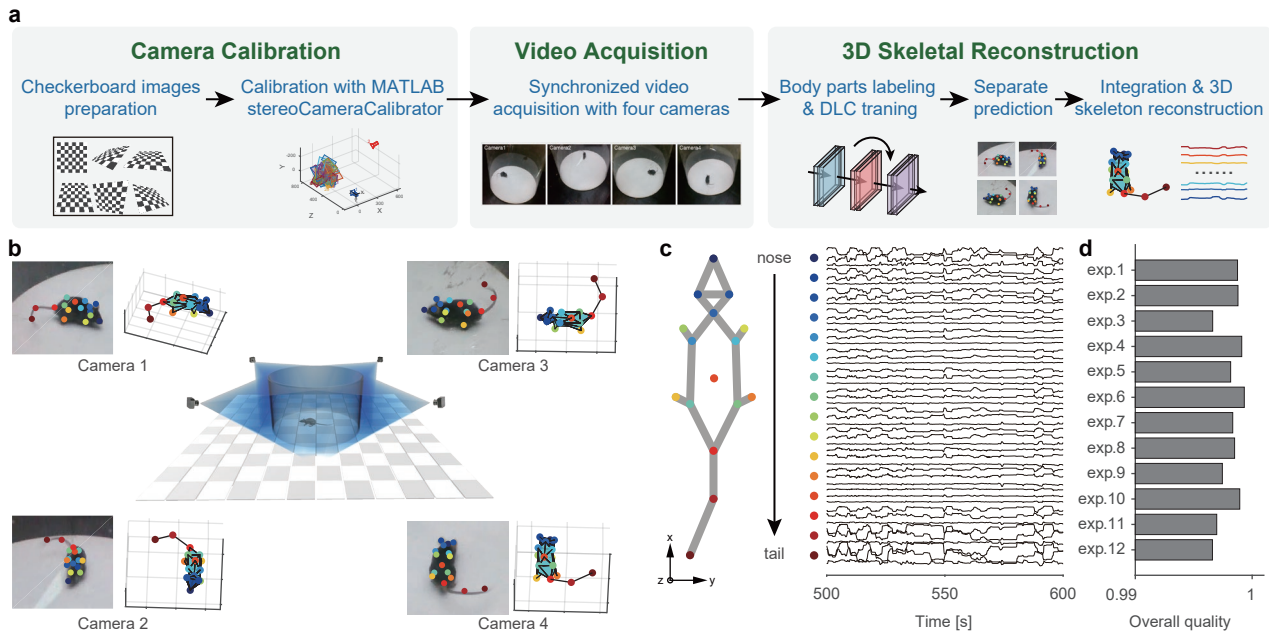 a
Camera Calibration
Video Acquisition
3D Skeletal Reconstruction
Checkerboard images
preparation
Calibration with MATLAB
stereoCameraCalibrator
Synchronized video
acquisition with four cameras
Body parts labeling
& DLC traning
Separate
prediction
Integration & 3D
skeleton reconstruction
Camera1
Camera2
Camera3
Camera4
Y
Z
X
-200
0
0
b
Camera 1
Camera 3
Camera 2
Camera 4
c
nose
tail
x
z
y
500
550
600
Time [s]
d
exp.1
exp.2
exp.3
exp.4
exp.5
exp.6
exp.7
exp.8
exp.9
exp.10
exp.11
exp.12
0.99
1
Overall quality